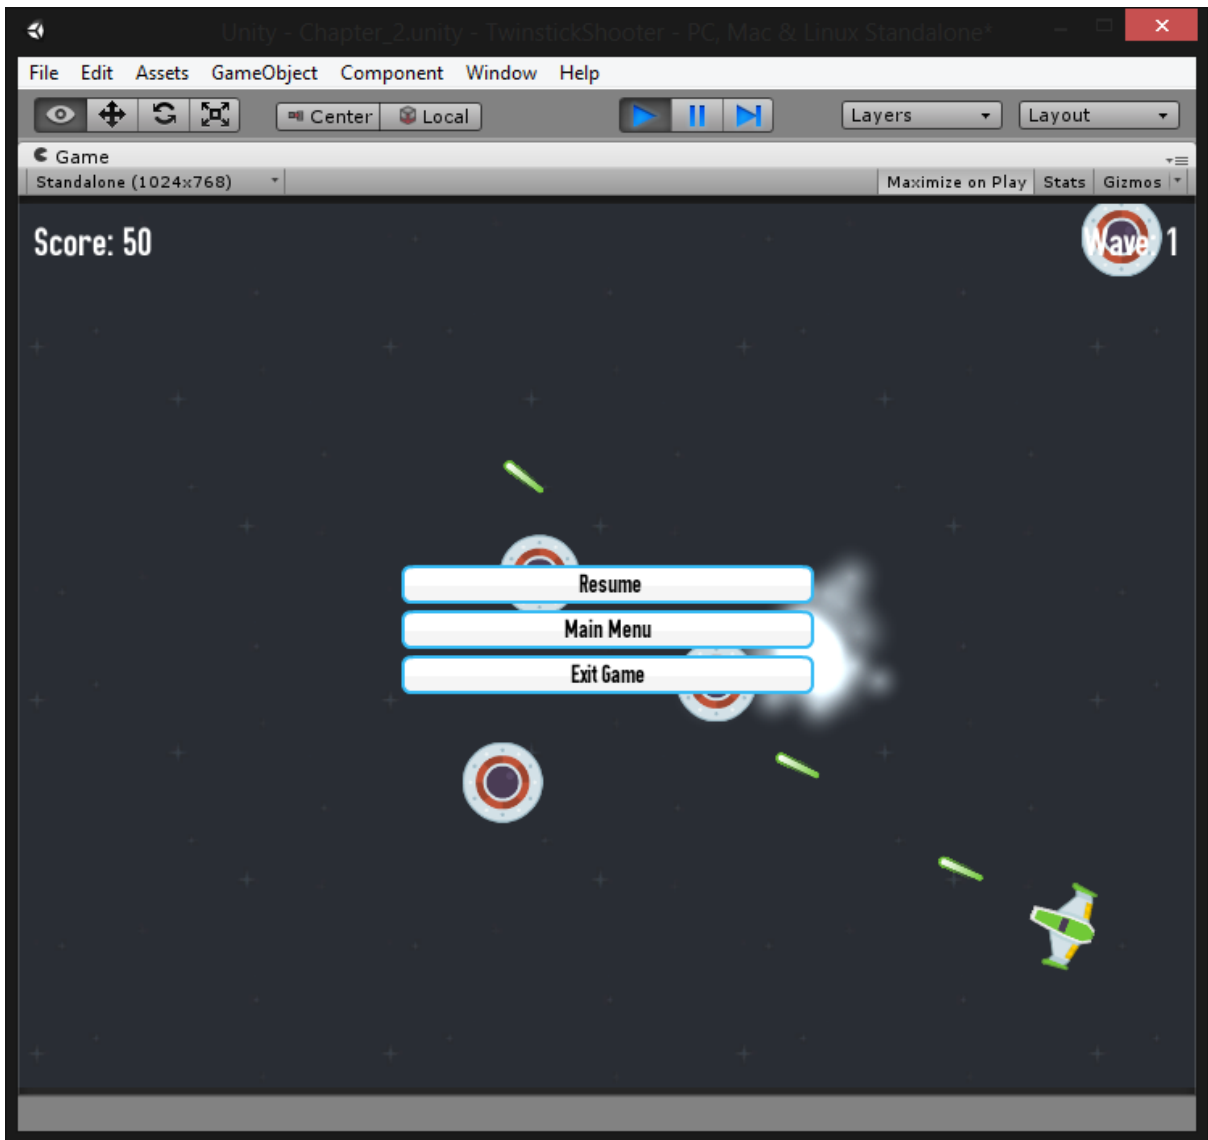 Unity - Chapter_2.unity - TwinstickShooter - PC, Mac & Linux Standalone*
File Edit Assets GameObject Component Window Help
Center Local Layers Layout
Game
Standalone (1024x768) Maximize on Play Stats Gizmos
Score: 50 Wave: 1
Resume
Main Menu
Exit Game